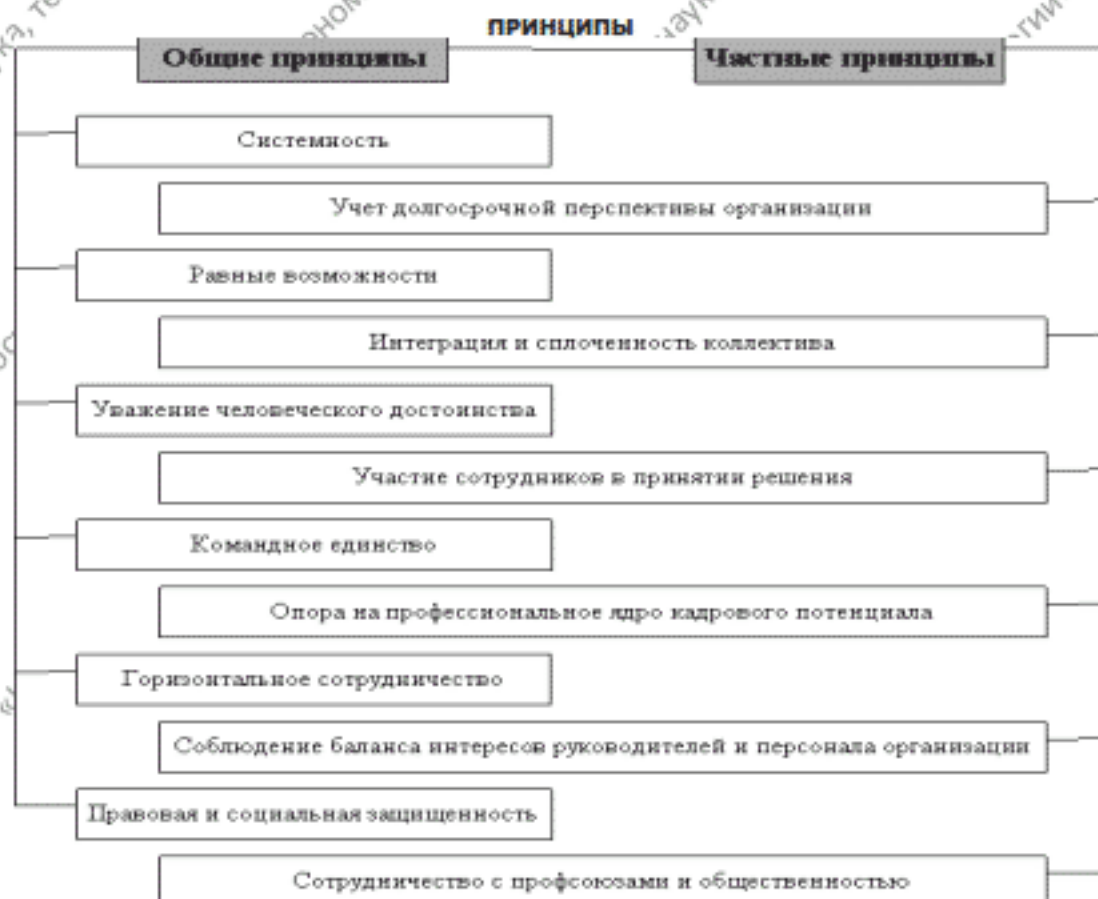 ПРИНЦИПЫ
Общие принципы
Частные принципы
Системность
Учет долгосрочной перспективы организации
Равные возможности
Интеграция и сплоченность коллектива
Уважение человеческого достоинства
Участие сотрудников в принятии решения
Командное единство
Опора на профессиональное ядро кадрового потенциала
Горизонтальное сотрудничество
Соблюдение баланса интересов руководителей и персонала организации
Правовая и социальная защищенность
Сотрудничество с профсоюзами и общественностью